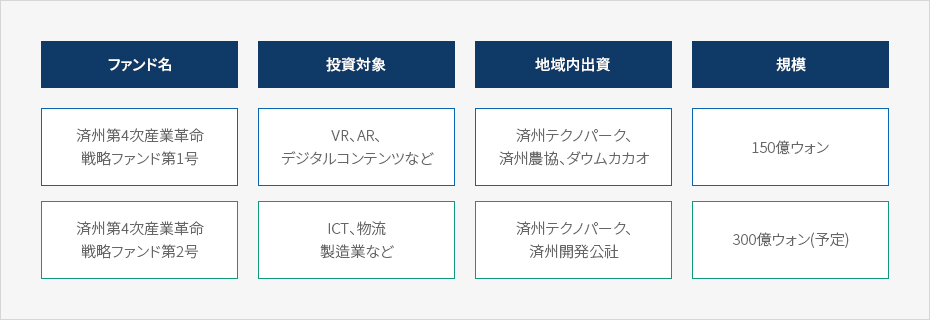 ファンド名
投資対象
地域内出資
規模
済州第4次産業革命
戦略ファンド第1号
VR、AR、
デジタルコンテンツなど
済州テクノパーク、
済州農協、ダウムカカオ
150億ウォン
済州第4次産業革命
戦略ファンド第2号
ICT、物流
製造業など
済州テクノパーク、
済州開発公社
300億ウォン(予定)